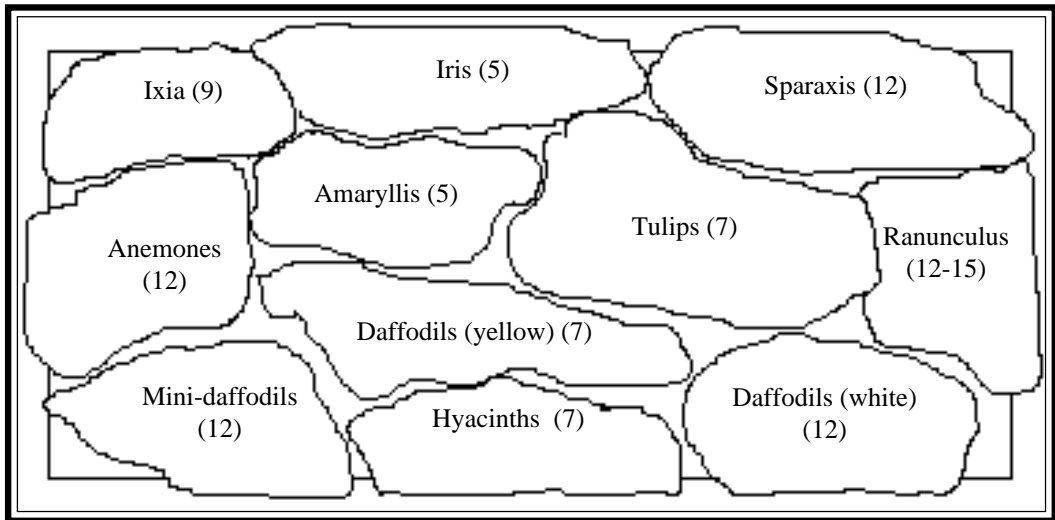 Ixia (9)
Iris (5)
Sparaxis (12)
Amaryllis (5)
Tulips (7)
Anemones
(12)
Ranunculus
(12-15)
Daffodils (yellow) (7)
Mini-daffodils
(12)
Hyacinths (7)
Daffodils (white)
(12)